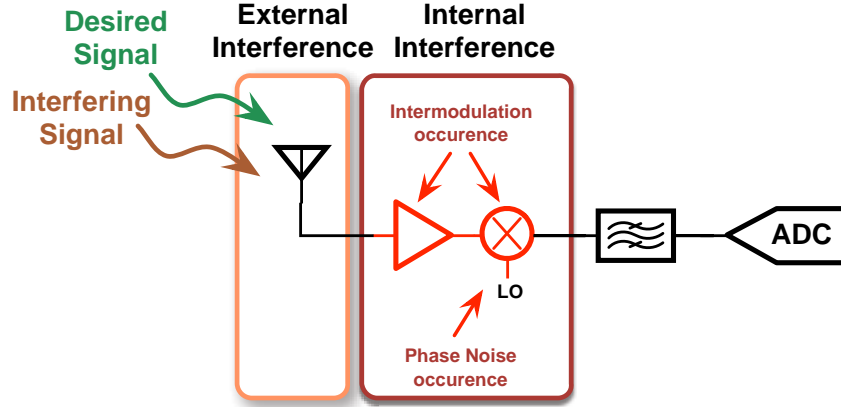 Desired
Signal
Interfering
Signal
External
Interference
Internal
Interference
Intermodulation
occurence
LO
Phase Noise
occurence
ADC